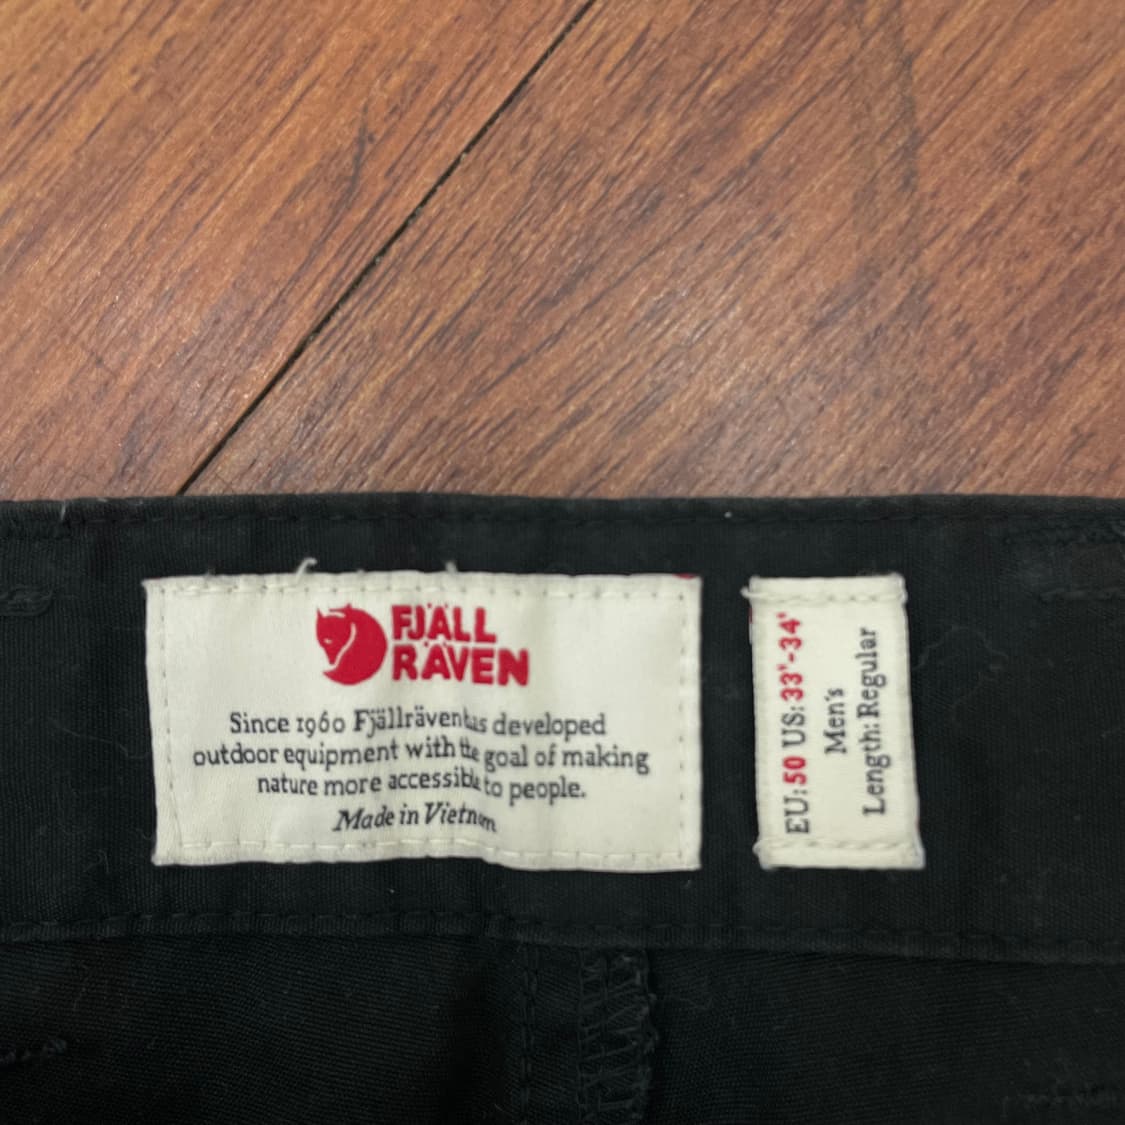 FJÄLL
RÄVEN
Since 1960 Fjällräven has developed
outdoor equipment with the goal of making
nature more accessible to people.
Made in Vietnam
EU: 50 US: 33"-34"
Men's
Length: Regular